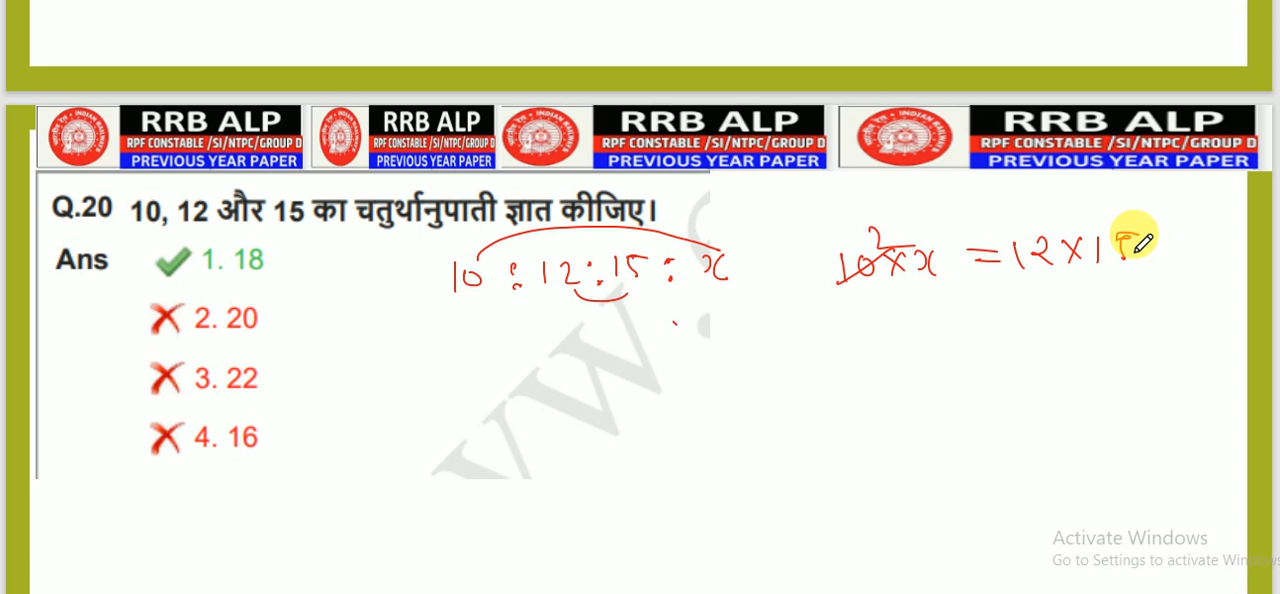 RRB ALP RRB ALP RRB ALP RRB ALP
RPF CONSTABLE /SI/NTPC/GROUP D RPF CONSTABLE /SI/NTPC/GROUP D RPF CONSTABLE /SI/NTPC/GROUP D RPF CONSTABLE /SI/NTPC/GROUP D
PREVIOUS YEAR PAPER PREVIOUS YEAR PAPER PREVIOUS YEAR PAPER PREVIOUS YEAR PAPER
Q.20 10, 12 और 15 का चतुर्थानुपाती ज्ञात कीजिए।
Ans 1. 18
2. 20
3. 22
4. 16
10 : 12 : 15 : x
2
10 × x = 12 × 15
Activate Windows
Go to Settings to activate Windows